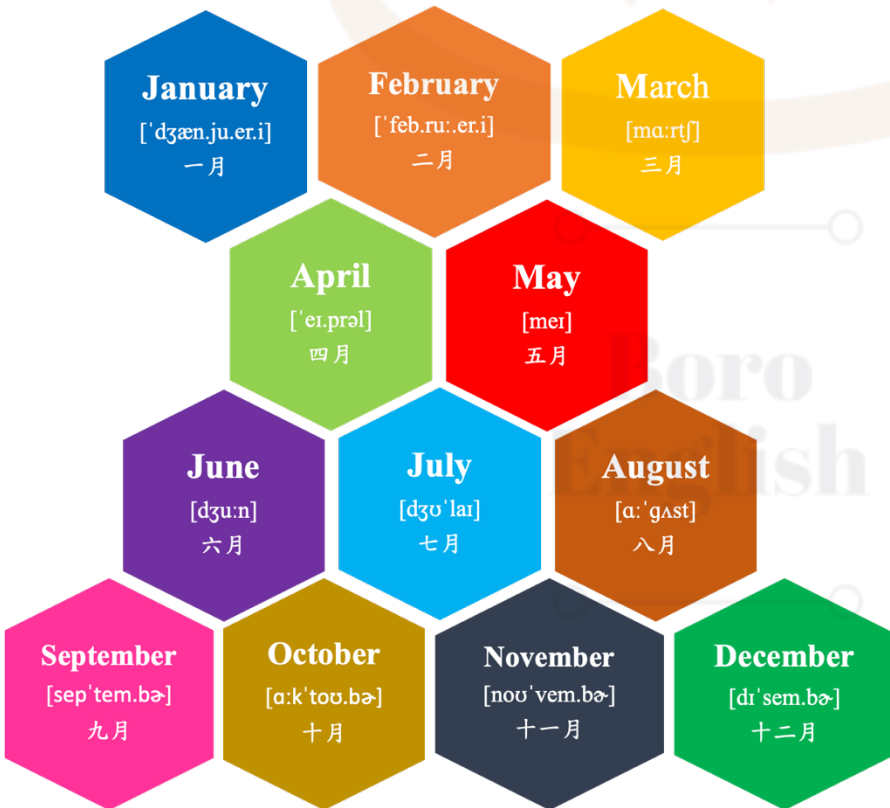 January
[ˈdʒæn.ju.er.i]
一月
February
[ˈfeb.ruː.er.i]
二月
March
[mɑːrtʃ]
三月
April
[ˈeɪ.prəl]
四月
May
[meɪ]
五月
June
[dʒuːn]
六月
July
[dʒʊˈlaɪ]
七月
August
[ɑːˈɡʌst]
八月
September
[sepˈtem.bɚ]
九月
October
[ɑːkˈtoʊ.bɚ]
十月
November
[noʊˈvem.bɚ]
十一月
December
[dɪˈsem.bɚ]
十二月
Boro
English